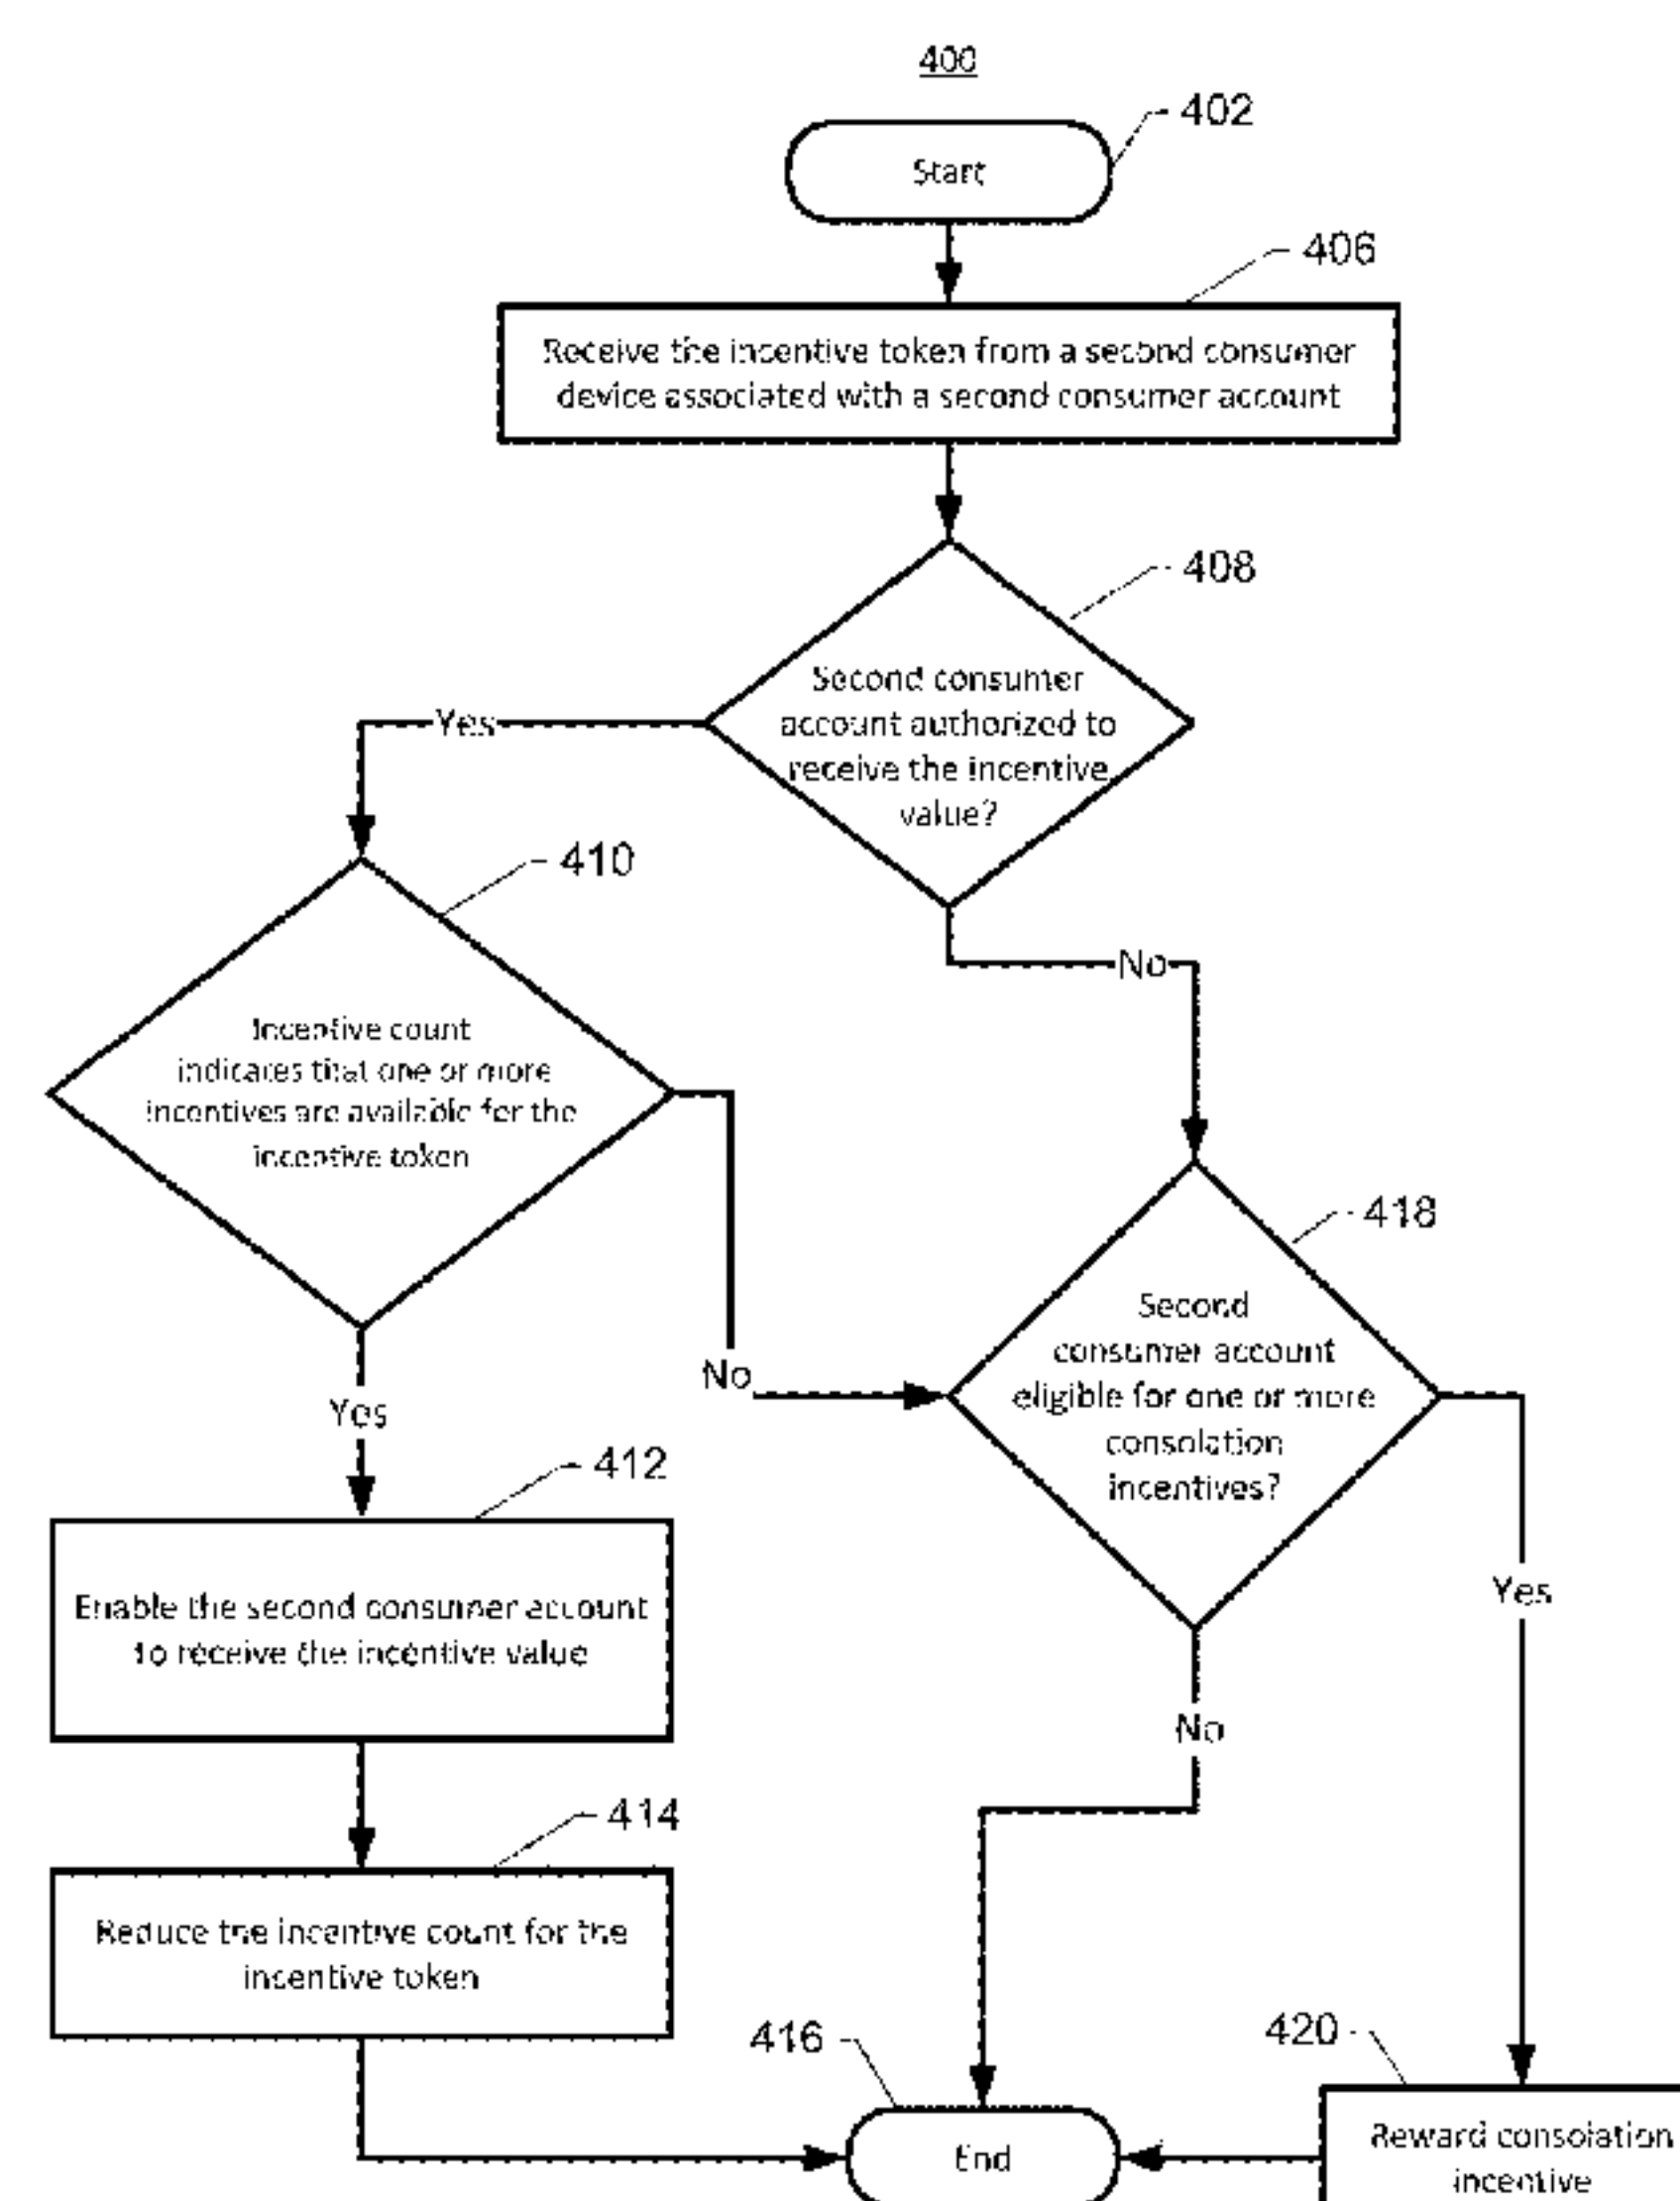 400
402
Start
406
Receive the incentive token from a second consumer
device associated with a second consumer account
408
Second consumer
account authorized to
receive the incentive
value?
Yes
410
No
Incentive count
indicates that one or more
incentives are available for the
incentive token
418
Second
consumer account
eligible for one or more
consolation
incentives?
No
Yes
412
Enable the second consumer account
to receive the incentive value
Yes
No
414
Reduce the incentive count for the
incentive token
416
End
420
Reward consolation
incentive